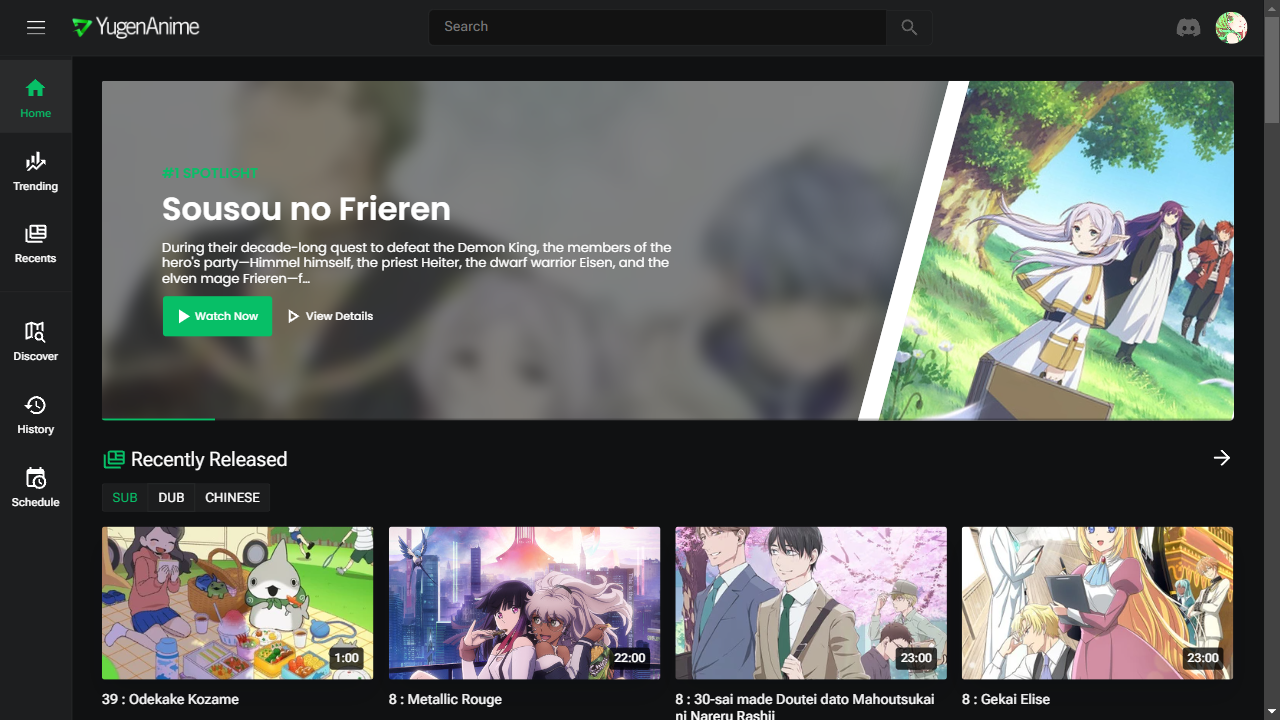 YugenAnime
Search
Home
Trending
Recents
Discover
History
Schedule
#1 SPOTLIGHT
Sousou no Frieren
During their decade-long quest to defeat the Demon King, the members of the
hero's party—Himmel himself, the priest Heiter, the dwarf warrior Eisen, and the
elven mage Frieren—f...
Watch Now
View Details
Recently Released
SUB DUB CHINESE
1:00
22:00
23:00
23:00
39 : Odekake Kozame
8 : Metallic Rouge
8 : 30-sai made Doutei dato Mahoutsukai
ni Nareru Rashii
8 : Gekai Elise